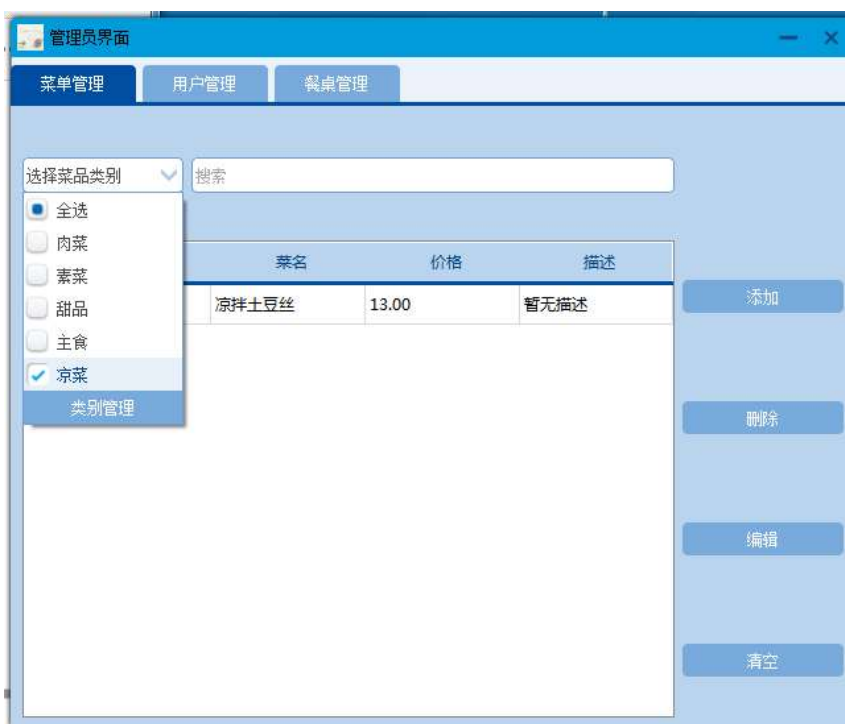 管理员界面
菜单管理 用户管理 餐桌管理
选择菜品类别 搜索
全选
肉菜
菜名 价格 描述
素菜
甜品 凉拌土豆丝 13.00 暂无描述 添加
主食
凉菜
类别管理
删除
编辑
清空